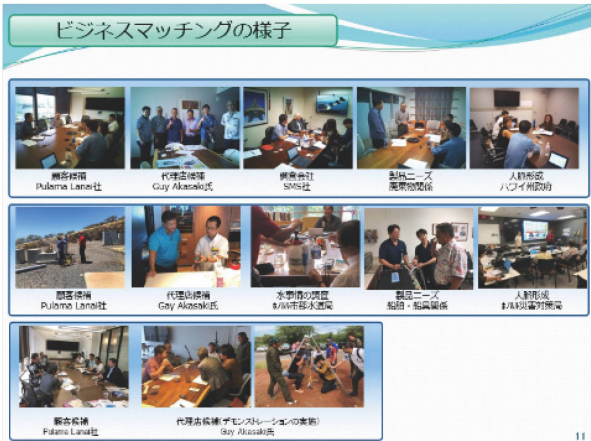 ビジネスマッチングの様子
顧客候補
Pulama Lanai社
代理店候補
Guy Akasaki氏
調査会社
SMS社
製品ニーズ
廃棄物関係
人脈形成
ハワイ州政府
顧客候補
Pulama Lanai社
代理店候補
Gay Akasaki氏
水事情の調査
ホノルル市郡水道局
製品ニーズ
船舶・船員関係
人脈形成
ホノルル災害対策局
顧客候補
Pulama Lanai社
代理店候補(デモンストレーションの実施)
Guy Akasaki氏
11